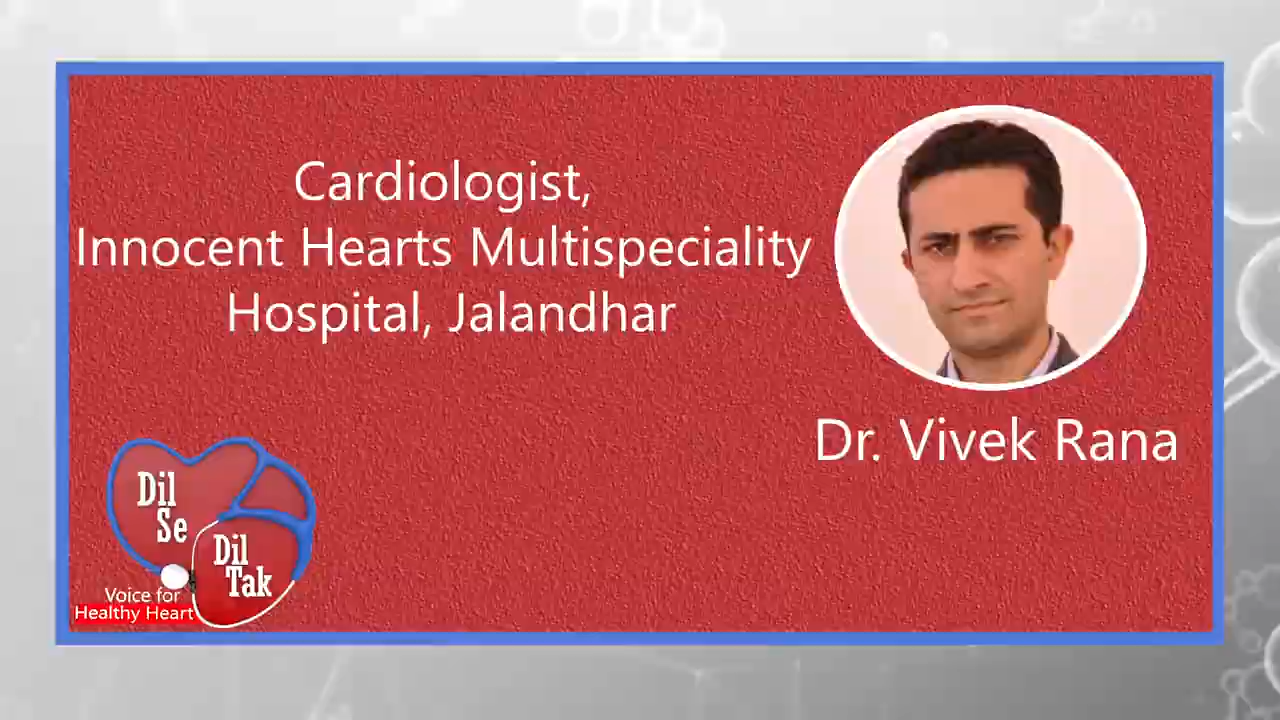 Cardiologist,
Innocent Hearts Multispeciality
Hospital, Jalandhar
Dr. Vivek Rana
Dil
Se
Dil
Tak
Voice for
Healthy Heart